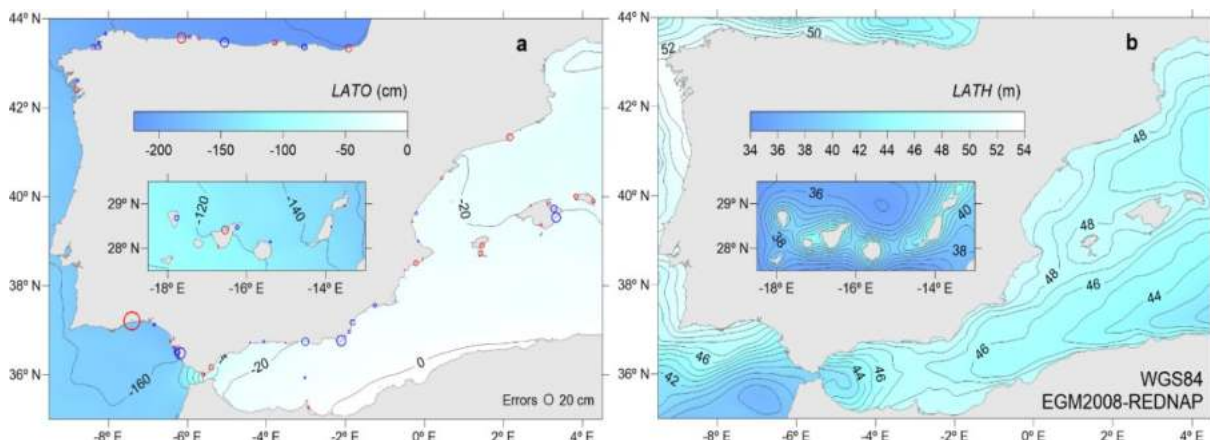 44º N
42º N
40º N
38º N
36º N
a
LATO (cm)
-200 -150 -100 -50 0
29º N
28º N
-120
-140
-18º E -16º E -14º E
-20
-20
0
-160
Errors O 20 cm
-8º E -6º E -4º E -2º E 0º E 2º E 4º E
44º N
42º N
40º N
38º N
36º N
b
52
50
LATH (m)
34 36 38 40 42 44 46 48 50 52 54
29º N
28º N
36
38
40
38
-18º E -16º E -14º E
48
48
48
46
44
46
46
42
44
46
WGS84
EGM2008-REDNAP
-8º E -6º E -4º E -2º E 0º E 2º E 4º E